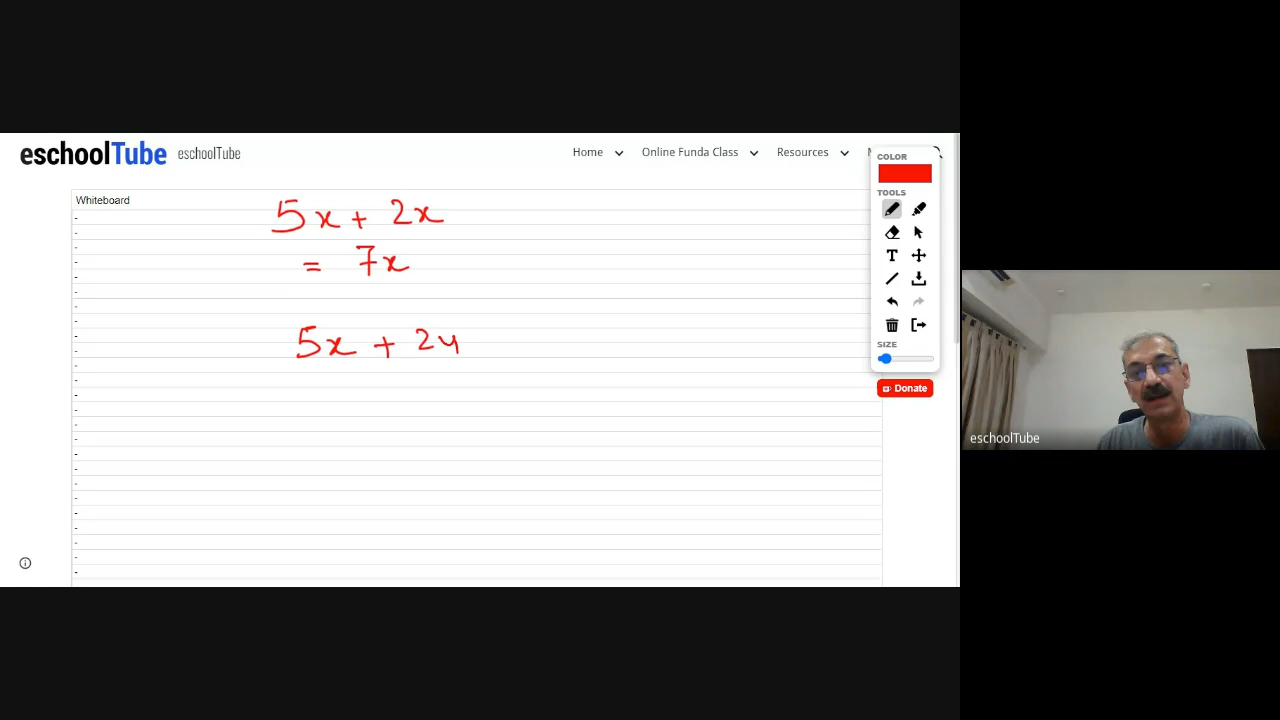 eschoolTube eschoolTube Home Online Funda Class Resources
COLOR
Whiteboard
TOOLS
5x + 2x
= 7x
5x + 2y
SIZE
Donate
eschoolTube